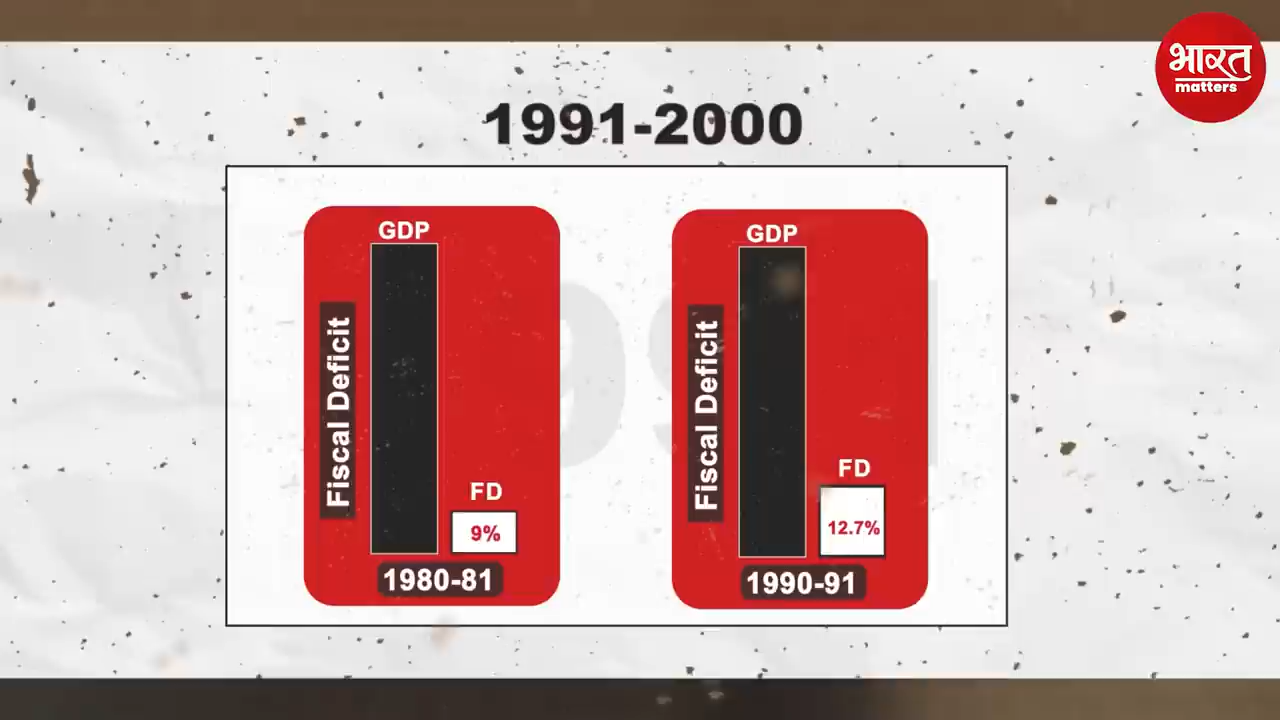 भारत
matters
1991-2000
GDP
Fiscal Deficit
FD
9%
1980-81
GDP
Fiscal Deficit
FD
12.7%
1990-91